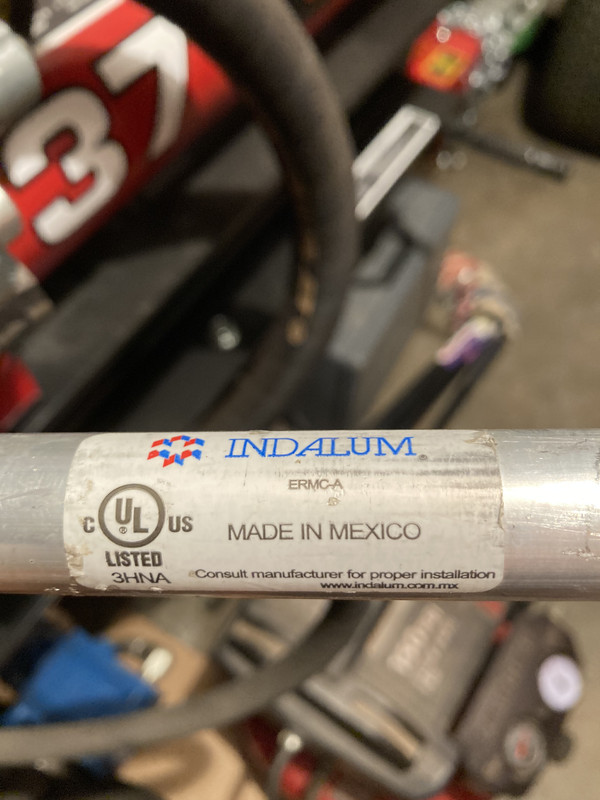 37
INDALUM
ERMC-A
C UL US
LISTED
3HNA
MADE IN MEXICO
Consult manufacturer for proper installation
www.indalum.com.mx